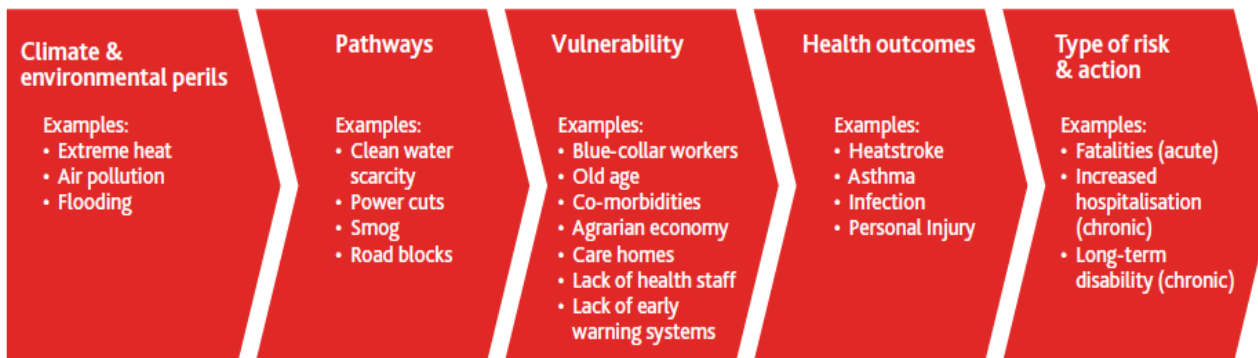 Climate &
environmental perils
Examples:
• Extreme heat
• Air pollution
• Flooding
Pathways
Examples:
• Clean water
scarcity
• Power cuts
• Smog
• Road blocks
Vulnerability
Examples:
• Blue-collar workers
• Old age
• Co-morbidities
• Agrarian economy
• Care homes
• Lack of health staff
• Lack of early
warning systems
Health outcomes
Examples:
• Heatstroke
• Asthma
• Infection
• Personal Injury
Type of risk
& action
Examples:
• Fatalities (acute)
• Increased
hospitalisation
(chronic)
• Long-term
disability (chronic)